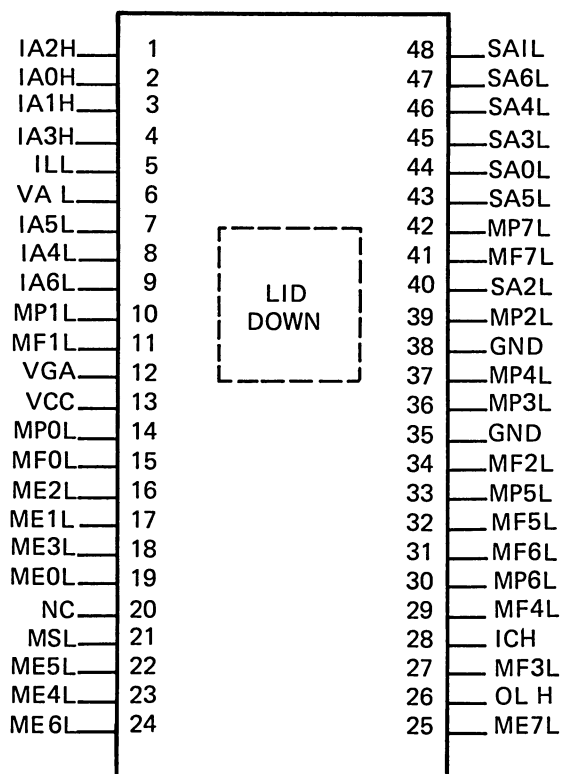 IA2H 1 48 SAIL
IA0H 2 47 SA6L
IA1H 3 46 SA4L
IA3H 4 45 SA3L
ILL 5 44 SA0L
VA L 6 43 SA5L
IA5L 7 42 MP7L
IA4L 8 41 MF7L
IA6L 9 40 SA2L
LID
MP1L 10 39 MP2L
DOWN
MF1L 11 38 GND
VGA 12 37 MP4L
VCC 13 36 MP3L
MP0L 14 35 GND
MF0L 15 34 MF2L
ME2L 16 33 MP5L
ME1L 17 32 MF5L
ME3L 18 31 MF6L
ME0L 19 30 MP6L
NC 20 29 MF4L
MSL 21 28 ICH
ME5L 22 27 MF3L
ME4L 23 26 OL H
ME6L 24 25 ME7L